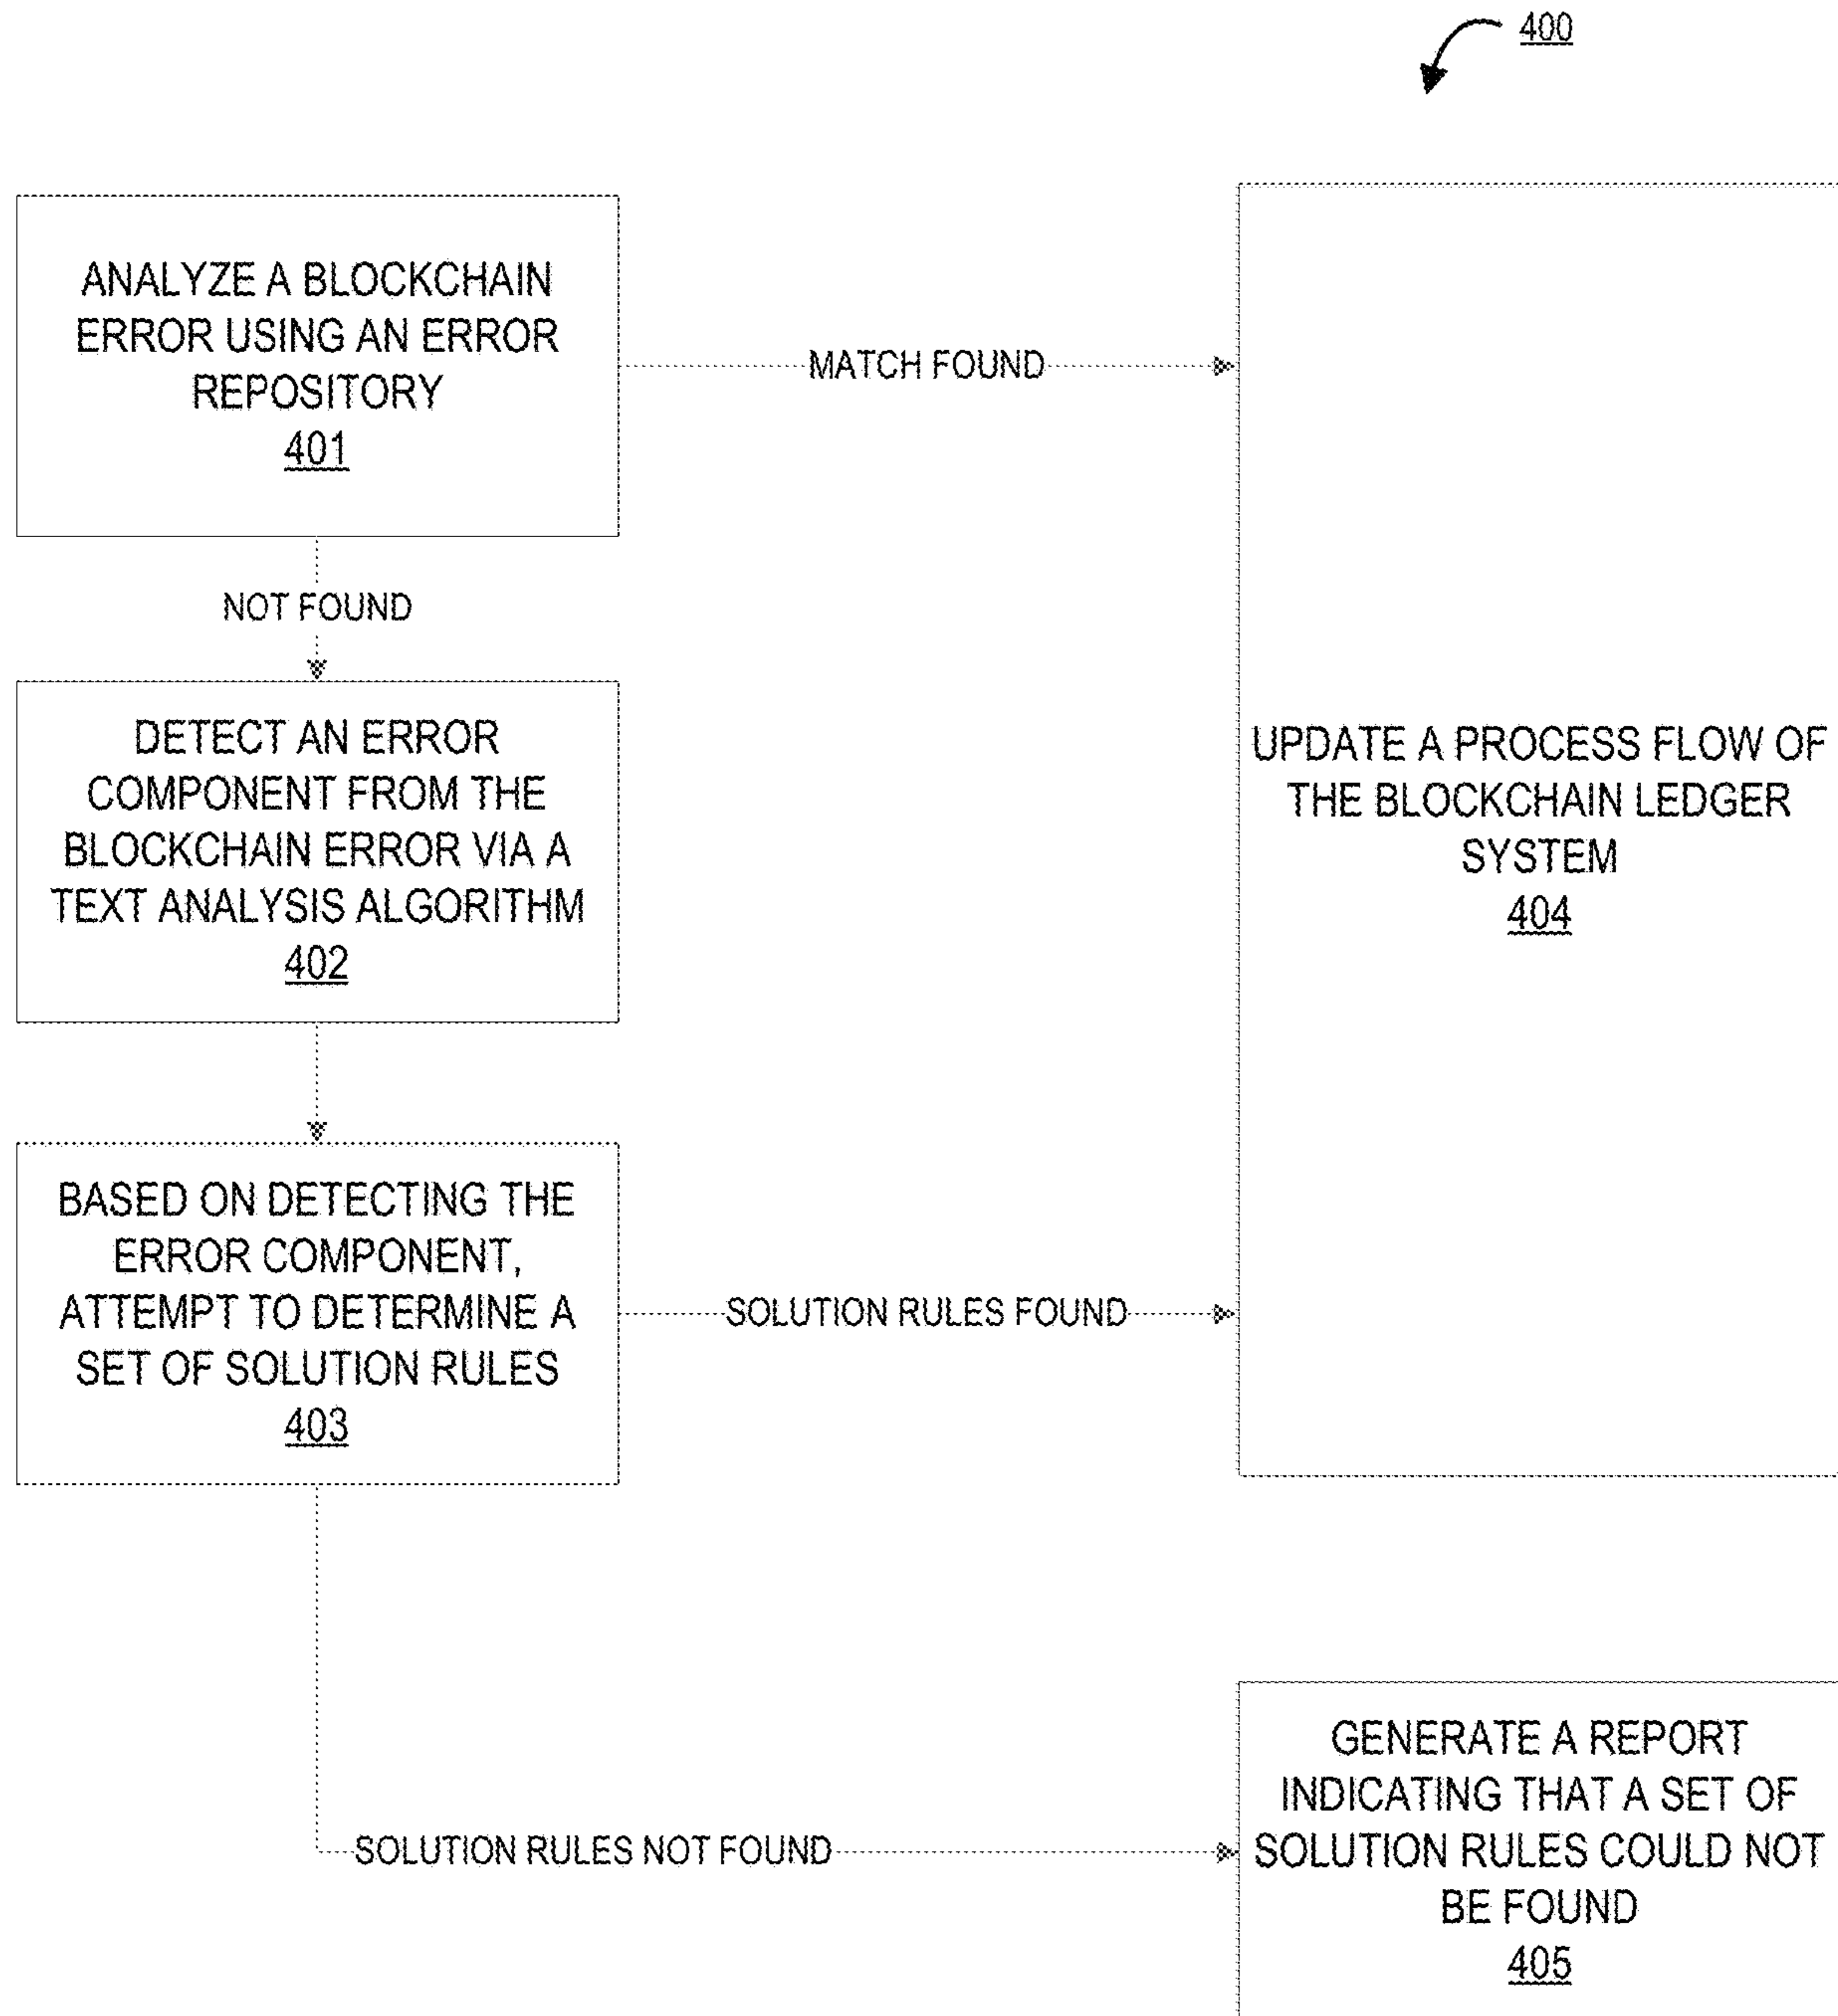 400
ANALYZE A BLOCKCHAIN
ERROR USING AN ERROR
REPOSITORY
401
MATCH FOUND
NOT FOUND
DETECT AN ERROR
COMPONENT FROM THE
BLOCKCHAIN ERROR VIA A
TEXT ANALYSIS ALGORITHM
402
UPDATE A PROCESS FLOW OF
THE BLOCKCHAIN LEDGER
SYSTEM
404
BASED ON DETECTING THE
ERROR COMPONENT,
ATTEMPT TO DETERMINE A
SET OF SOLUTION RULES
403
SOLUTION RULES FOUND
SOLUTION RULES NOT FOUND
GENERATE A REPORT
INDICATING THAT A SET OF
SOLUTION RULES COULD NOT
BE FOUND
405